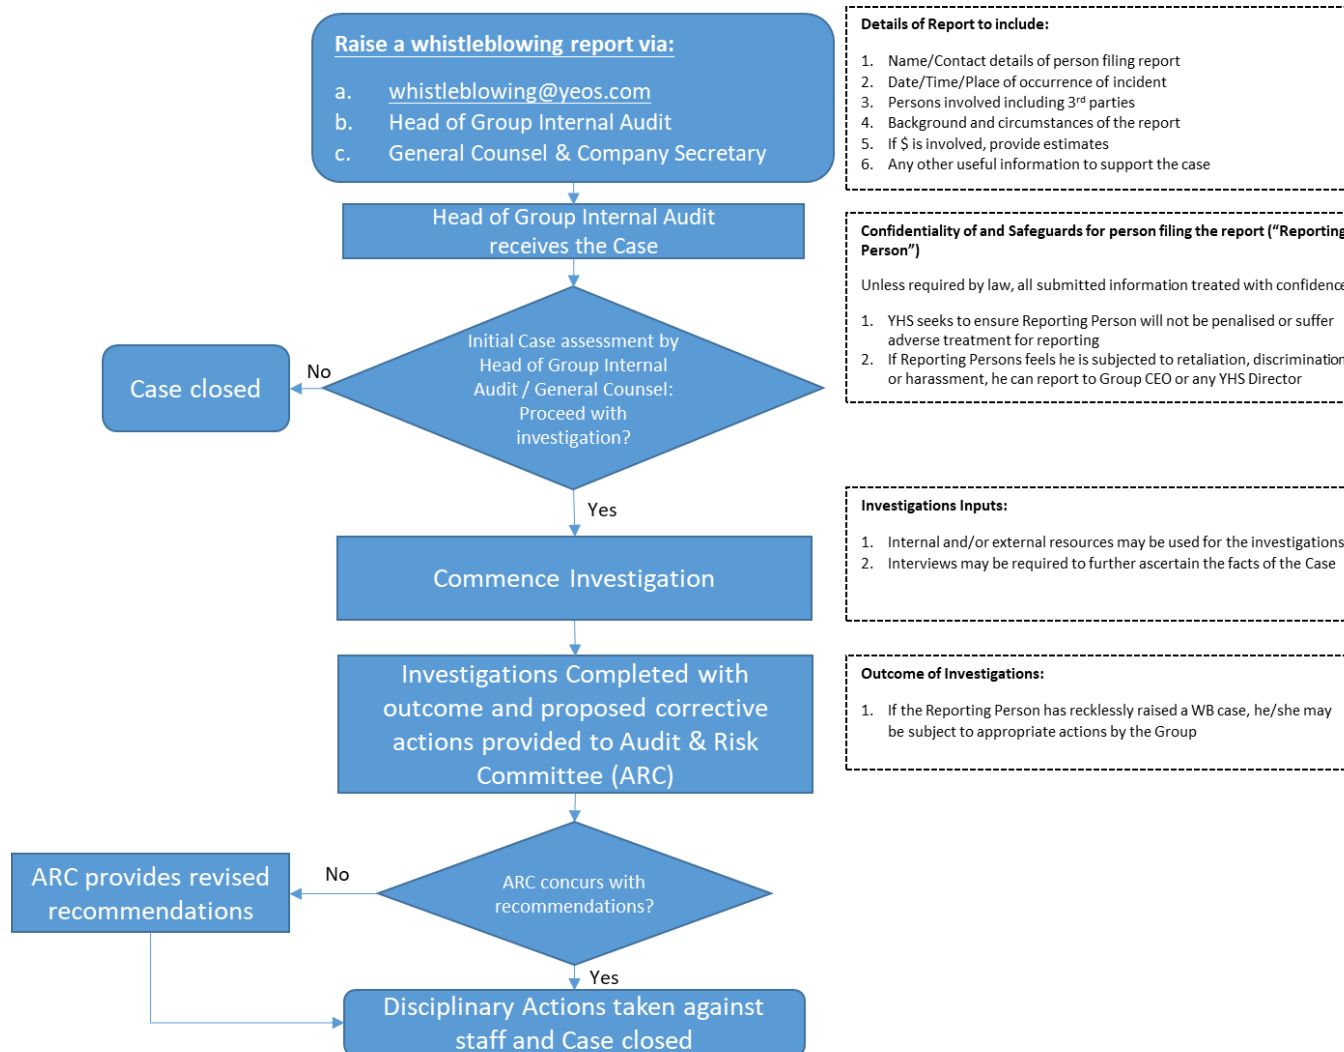 Raise a whistleblowing report via:
a. whistleblowing@yeos.com
b. Head of Group Internal Audit
c. General Counsel & Company Secretary
Head of Group Internal Audit
receives the Case
Initial Case assessment by
Head of Group Internal
Audit / General Counsel:
Proceed with
investigation?
No
Case closed
Yes
Commence Investigation
Investigations Completed with
outcome and proposed corrective
actions provided to Audit & Risk
Committee (ARC)
ARC concurs with
recommendations?
No
ARC provides revised
recommendations
Yes
Disciplinary Actions taken against
staff and Case closed
Details of Report to include:
1. Name/Contact details of person filing report
2. Date/Time/Place of occurrence of incident
3. Persons involved including 3rd parties
4. Background and circumstances of the report
5. If $ is involved, provide estimates
6. Any other useful information to support the case
Confidentiality of and Safeguards for person filing the report (“Reporting
Person”)
Unless required by law, all submitted information treated with confidence
1. YHS seeks to ensure Reporting Person will not be penalised or suffer
adverse treatment for reporting
2. If Reporting Persons feels he is subjected to retaliation, discrimination
or harassment, he can report to Group CEO or any YHS Director
Investigations Inputs:
1. Internal and/or external resources may be used for the investigations
2. Interviews may be required to further ascertain the facts of the Case
Outcome of Investigations:
1. If the Reporting Person has recklessly raised a WB case, he/she may
be subject to appropriate actions by the Group